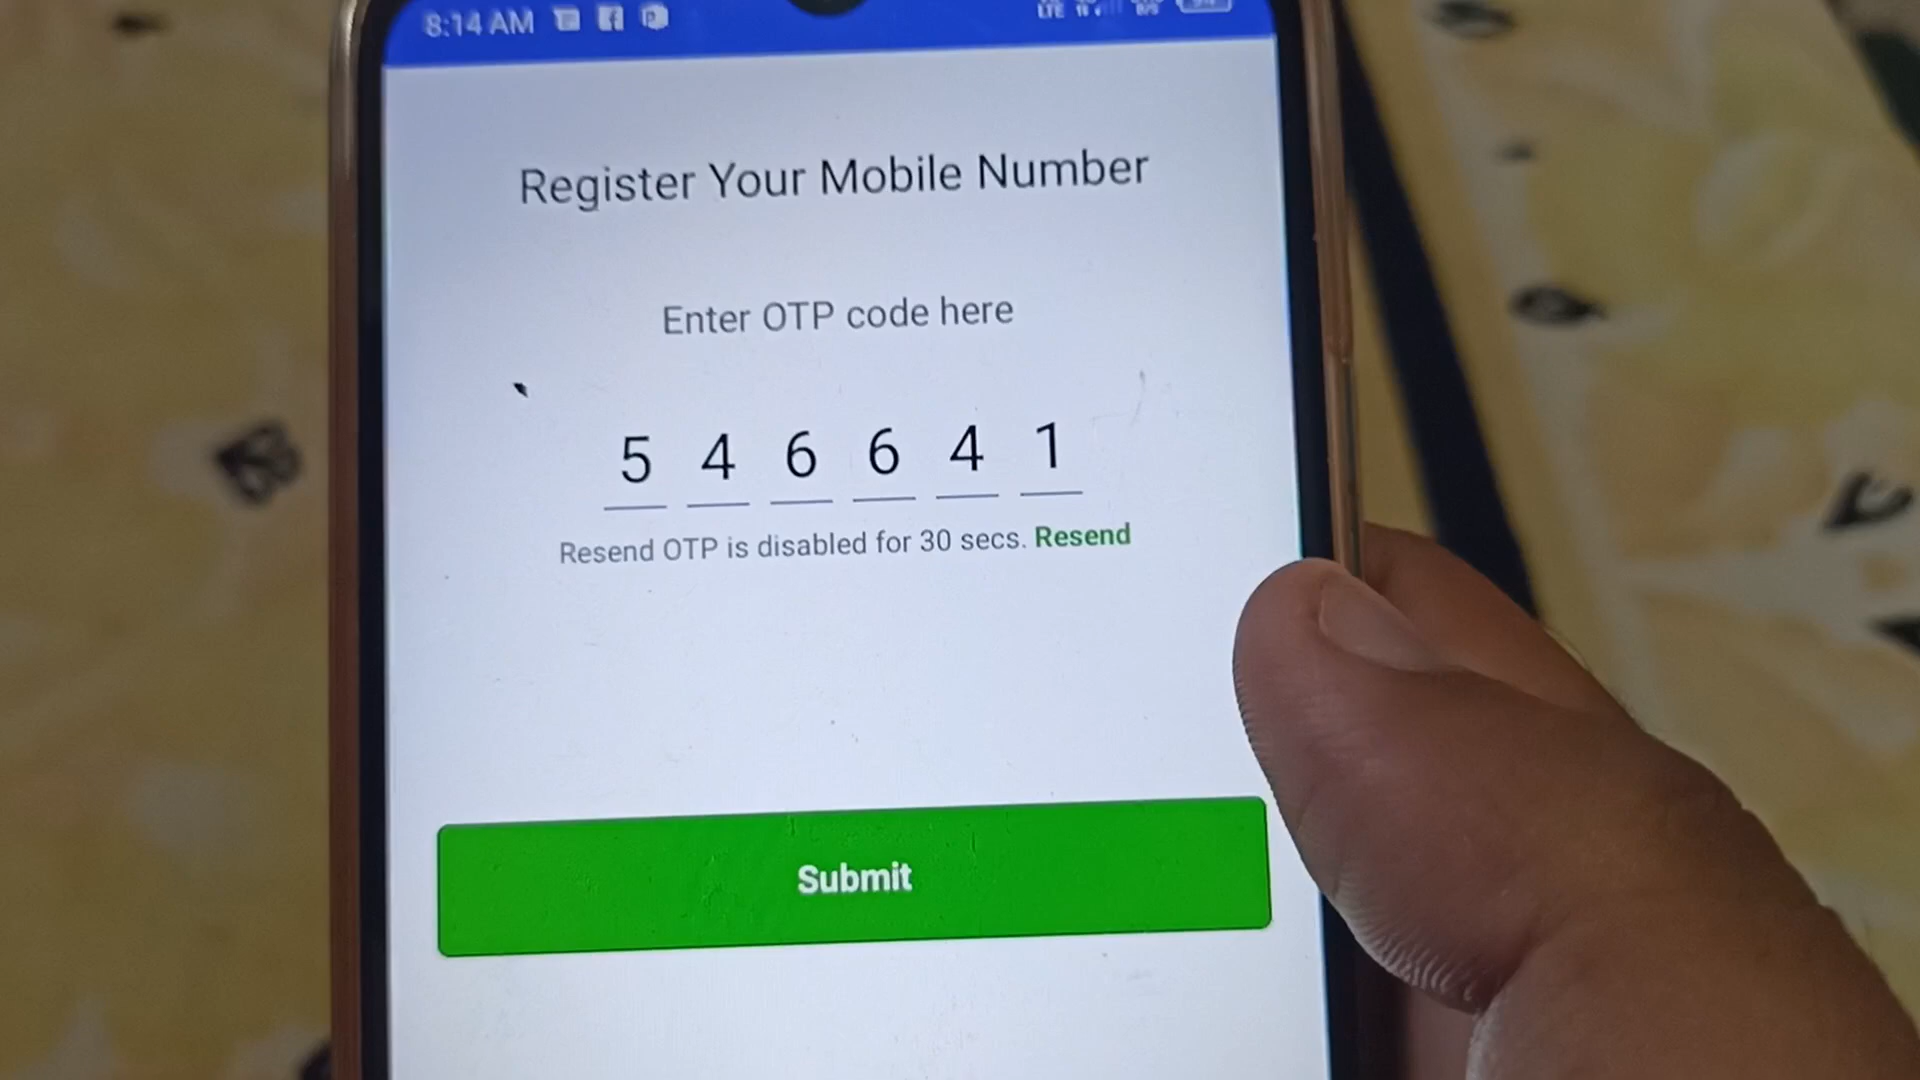 8:14 AM
LTE
Register Your Mobile Number
Enter OTP code here
5 4 6 6 4 1
Resend OTP is disabled for 30 secs. Resend
Submit